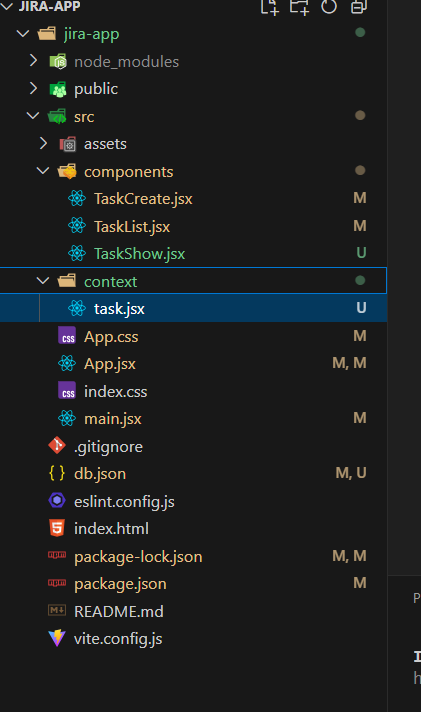 JIRA-APP
jira-app
node_modules
public
src
assets
components
TaskCreate.jsx M
TaskList.jsx M
TaskShow.jsx U
context
task.jsx U
App.css M
App.jsx M, M
index.css
main.jsx M
.gitignore
db.json M, U
eslint.config.js
index.html
package-lock.json M, M
package.json M
README.md
vite.config.js